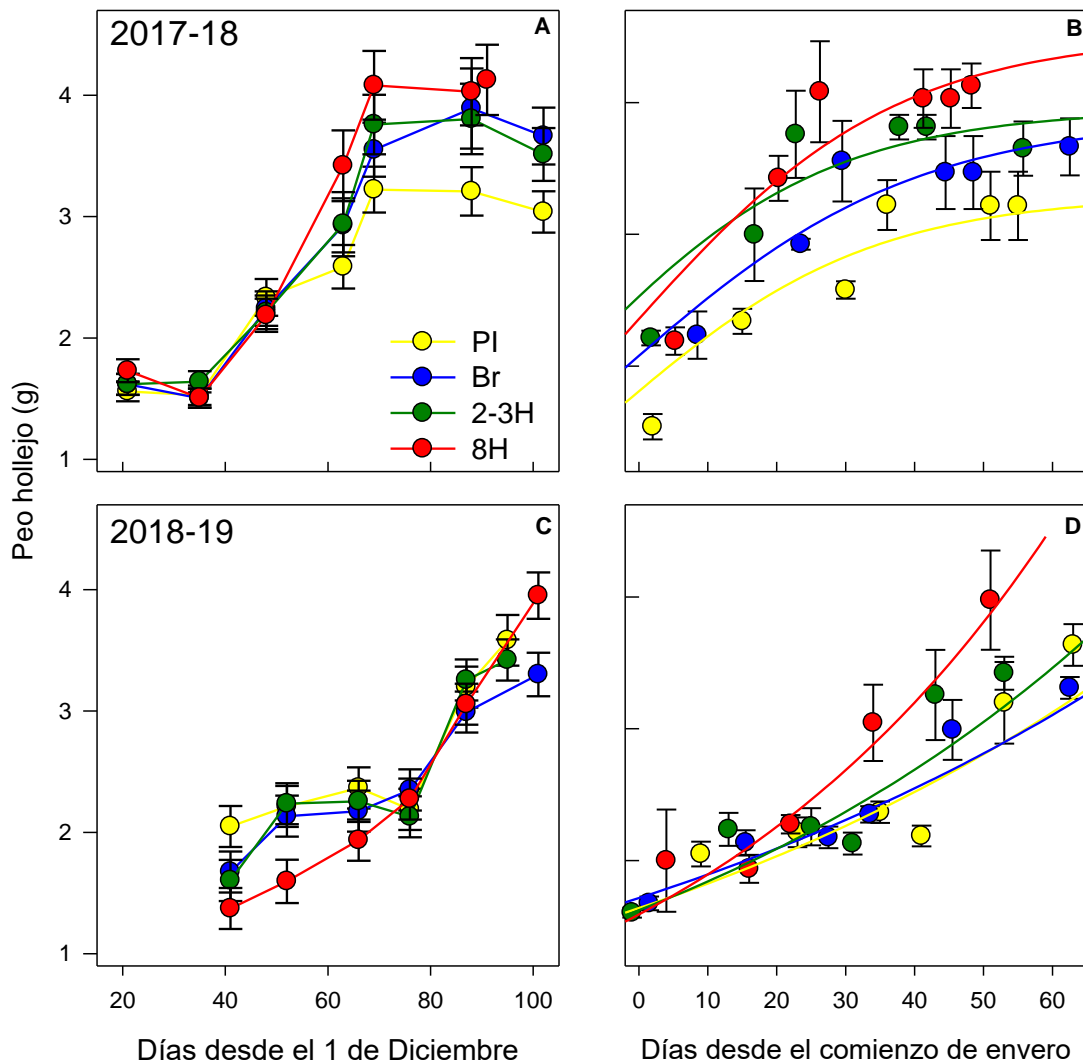 2017-18
A
B
4
3
2
1
PI
Br
2-3H
8H
Peo hollejo (g)
2018-19
C
D
4
3
2
1
20 40 60 80 100
0 10 20 30 40 50 60
Días desde el 1 de Diciembre
Días desde el comienzo de envero